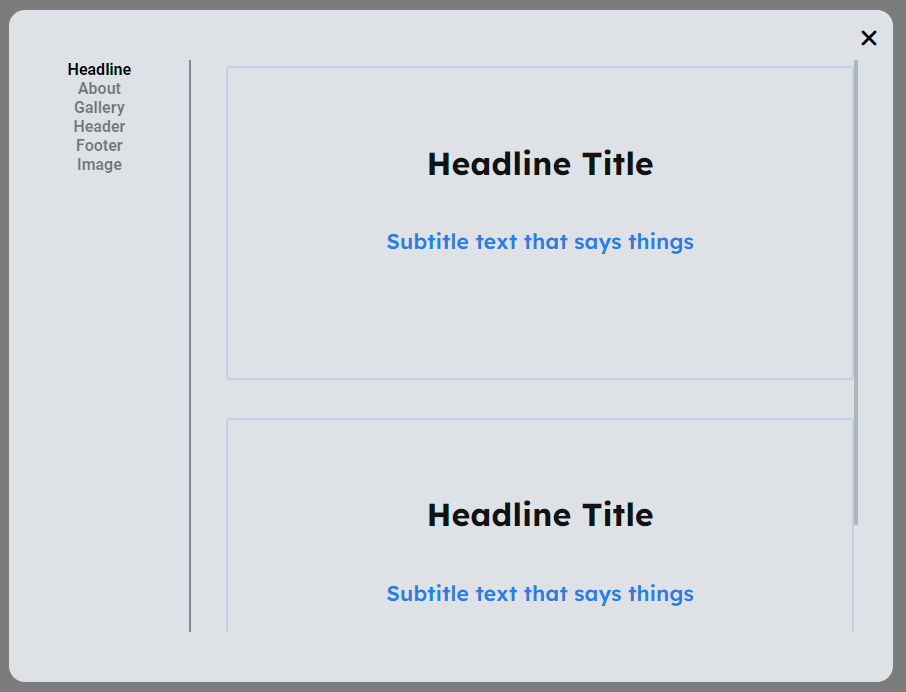 Headline
About
Gallery
Header
Footer
Image
Headline Title
Subtitle text that says things
Headline Title
Subtitle text that says things